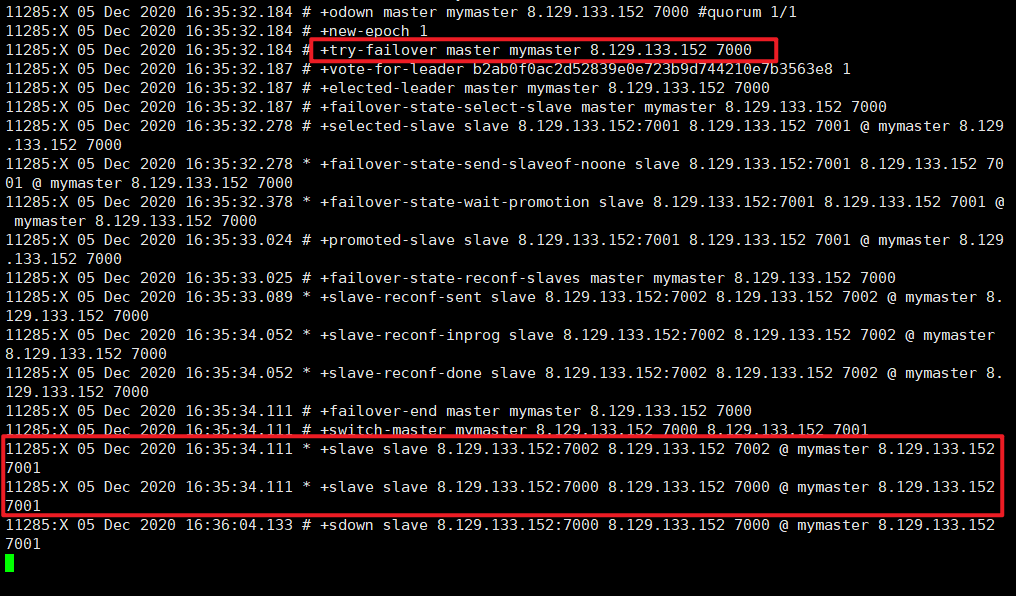 11285:X 05 Dec 2020 16:35:32.184 # +odown master mymaster 8.129.133.152 7000 #quorum 1/1
11285:X 05 Dec 2020 16:35:32.184 # +new-epoch 1
11285:X 05 Dec 2020 16:35:32.184 # +try-failover master mymaster 8.129.133.152 7000
11285:X 05 Dec 2020 16:35:32.187 # +vote-for-leader b2ab0f0ac2d52839e0e723b9d744210e7b3563e8 1
11285:X 05 Dec 2020 16:35:32.187 # +elected-leader master mymaster 8.129.133.152 7000
11285:X 05 Dec 2020 16:35:32.187 # +failover-state-select-slave master mymaster 8.129.133.152 7000
11285:X 05 Dec 2020 16:35:32.278 # +selected-slave slave 8.129.133.152:7001 8.129.133.152 7001 @ mymaster 8.129
.133.152 7000
11285:X 05 Dec 2020 16:35:32.278 * +failover-state-send-slaveof-noone slave 8.129.133.152:7001 8.129.133.152 70
01 @ mymaster 8.129.133.152 7000
11285:X 05 Dec 2020 16:35:32.378 * +failover-state-wait-promotion slave 8.129.133.152:7001 8.129.133.152 7001 @
 mymaster 8.129.133.152 7000
11285:X 05 Dec 2020 16:35:33.024 # +promoted-slave slave 8.129.133.152:7001 8.129.133.152 7001 @ mymaster 8.129
.133.152 7000
11285:X 05 Dec 2020 16:35:33.025 # +failover-state-reconf-slaves master mymaster 8.129.133.152 7000
11285:X 05 Dec 2020 16:35:33.089 * +slave-reconf-sent slave 8.129.133.152:7002 8.129.133.152 7002 @ mymaster 8.
129.133.152 7000
11285:X 05 Dec 2020 16:35:34.052 * +slave-reconf-inprog slave 8.129.133.152:7002 8.129.133.152 7002 @ mymaster
8.129.133.152 7000
11285:X 05 Dec 2020 16:35:34.052 * +slave-reconf-done slave 8.129.133.152:7002 8.129.133.152 7002 @ mymaster 8.
129.133.152 7000
11285:X 05 Dec 2020 16:35:34.111 # +failover-end master mymaster 8.129.133.152 7000
11285:X 05 Dec 2020 16:35:34.111 # +switch-master mymaster 8.129.133.152 7000 8.129.133.152 7001
11285:X 05 Dec 2020 16:35:34.111 * +slave slave 8.129.133.152:7002 8.129.133.152 7002 @ mymaster 8.129.133.152
7001
11285:X 05 Dec 2020 16:35:34.111 * +slave slave 8.129.133.152:7000 8.129.133.152 7000 @ mymaster 8.129.133.152
7001
11285:X 05 Dec 2020 16:36:04.133 # +sdown slave 8.129.133.152:7000 8.129.133.152 7000 @ mymaster 8.129.133.152
7001